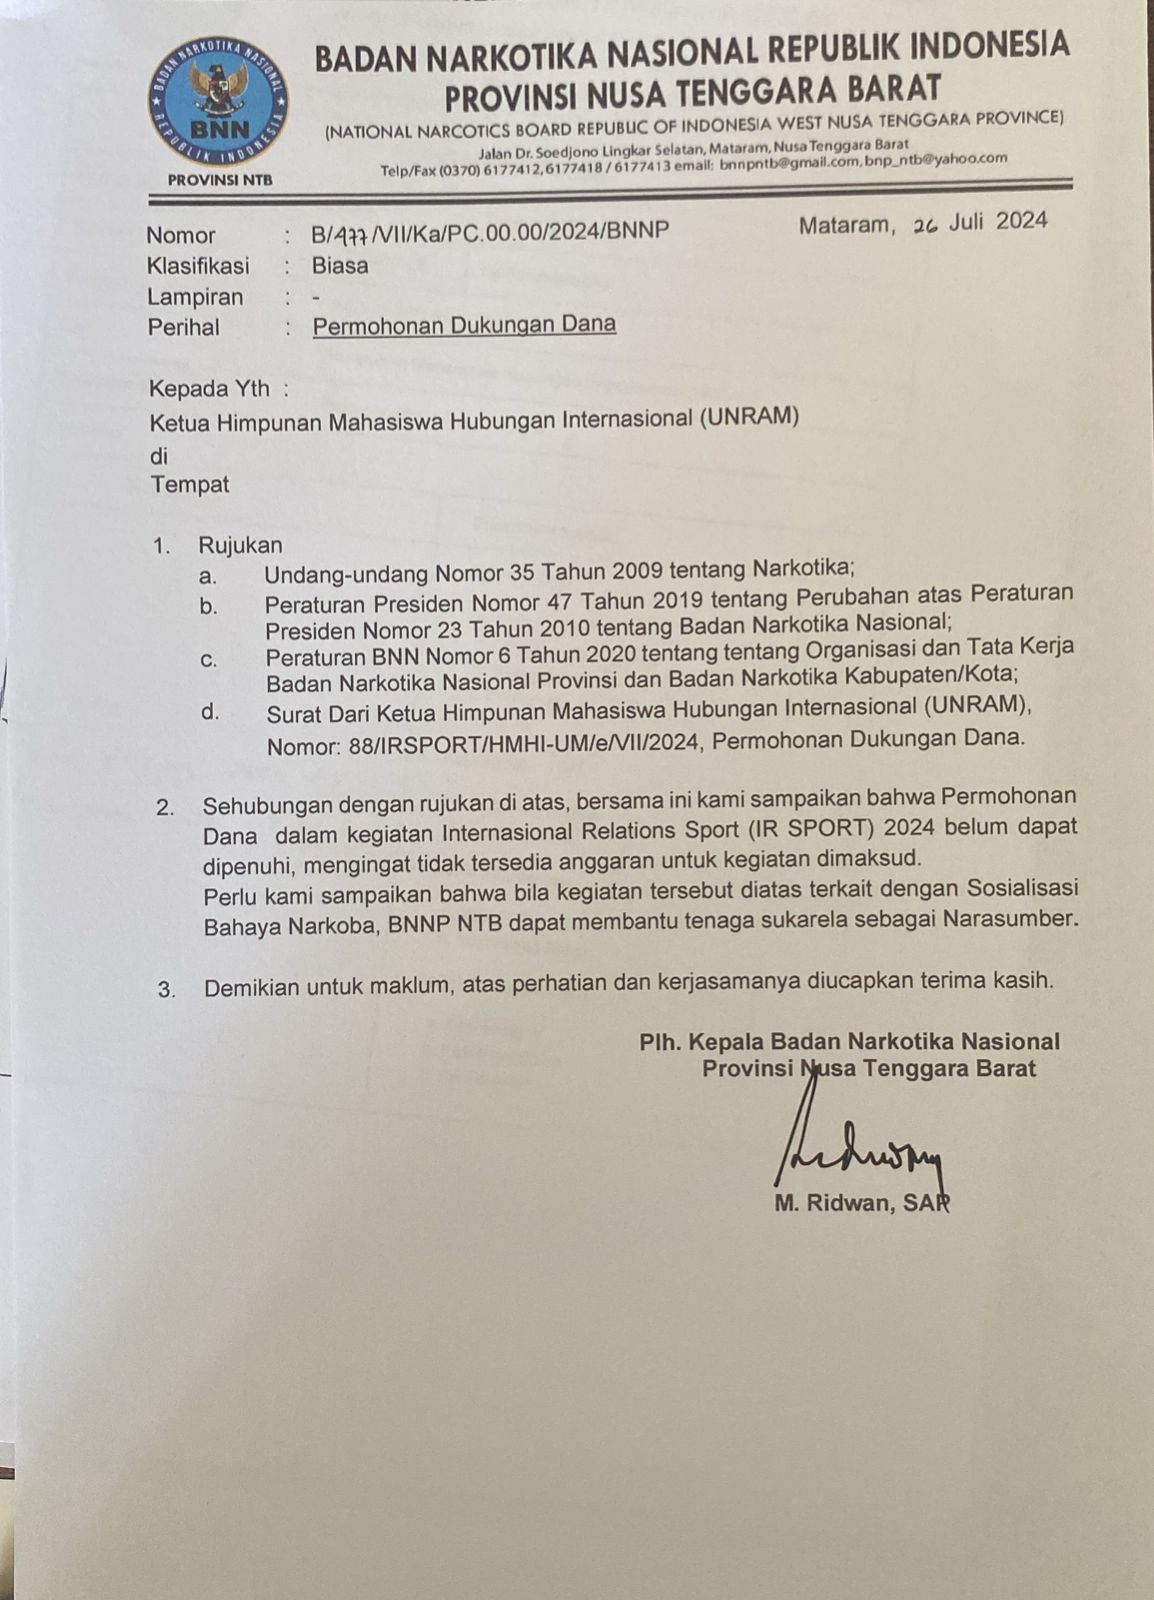 BADAN NARKOTIKA NASIONAL
REPUBLIK INDONESIA
BNN
PROVINSI NTB
BADAN NARKOTIKA NASIONAL REPUBLIK INDONESIA
PROVINSI NUSA TENGGARA BARAT
(NATIONAL NARCOTICS BOARD REPUBLIC OF INDONESIA WEST NUSA TENGGARA PROVINCE)
Jalan Dr. Soedjono Lingkar Selatan, Mataram, Nusa Tenggara Barat
Telp/Fax (0370) 6177412, 6177418 / 6177413 email: bnnpntb@gmail.com, bnp_ntb@yahoo.com
Nomor : B/477/VII/Ka/PC.00.00/2024/BNNP Mataram, 26 Juli 2024
Klasifikasi : Biasa
Lampiran : -
Perihal : Permohonan Dukungan Dana
Kepada Yth :
Ketua Himpunan Mahasiswa Hubungan Internasional (UNRAM)
di
Tempat
1. Rujukan
a. Undang-undang Nomor 35 Tahun 2009 tentang Narkotika;
b. Peraturan Presiden Nomor 47 Tahun 2019 tentang Perubahan atas Peraturan
Presiden Nomor 23 Tahun 2010 tentang Badan Narkotika Nasional;
c. Peraturan BNN Nomor 6 Tahun 2020 tentang tentang Organisasi dan Tata Kerja
Badan Narkotika Nasional Provinsi dan Badan Narkotika Kabupaten/Kota;
d. Surat Dari Ketua Himpunan Mahasiswa Hubungan Internasional (UNRAM),
Nomor: 88/IRSPORT/HMHI-UM/e/VII/2024, Permohonan Dukungan Dana.
2. Sehubungan dengan rujukan di atas, bersama ini kami sampaikan bahwa Permohonan
Dana dalam kegiatan Internasional Relations Sport (IR SPORT) 2024 belum dapat
dipenuhi, mengingat tidak tersedia anggaran untuk kegiatan dimaksud.
Perlu kami sampaikan bahwa bila kegiatan tersebut diatas terkait dengan Sosialisasi
Bahaya Narkoba, BNNP NTB dapat membantu tenaga sukarela sebagai Narasumber.
3. Demikian untuk maklum, atas perhatian dan kerjasamanya diucapkan terima kasih.
Plh. Kepala Badan Narkotika Nasional
Provinsi Nusa Tenggara Barat
M. Ridwan, SAP